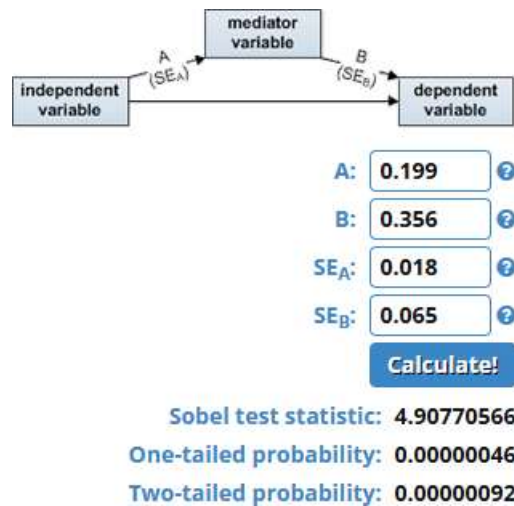 mediator
variable
A
(SEA)
B
(SEB)
independent
variable
dependent
variable
A: 0.199 ?
B: 0.356 ?
SEA: 0.018 ?
SEB: 0.065 ?
Calculate!
Sobel test statistic: 4.90770566
One-tailed probability: 0.00000046
Two-tailed probability: 0.00000092